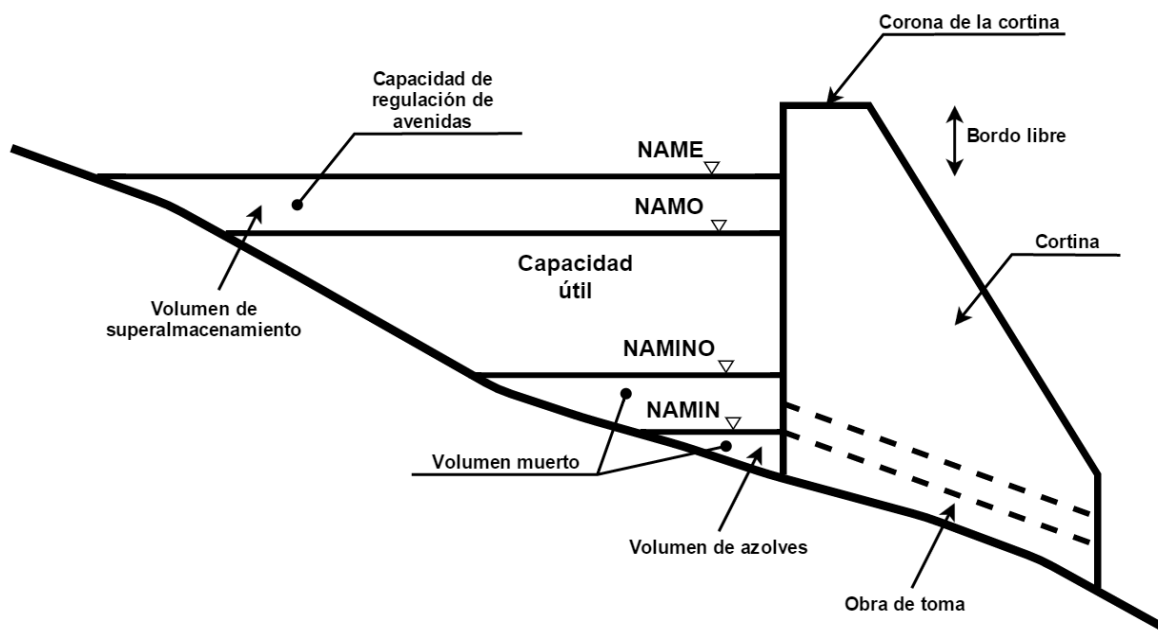 Corona de la cortina
Capacidad de
regulación de
avenidas
Bordo libre
NAME
NAMO
Cortina
Capacidad
útil
Volumen de
superalmacenamiento
NAMINO
NAMIN
Volumen muerto
Volumen de azolves
Obra de toma